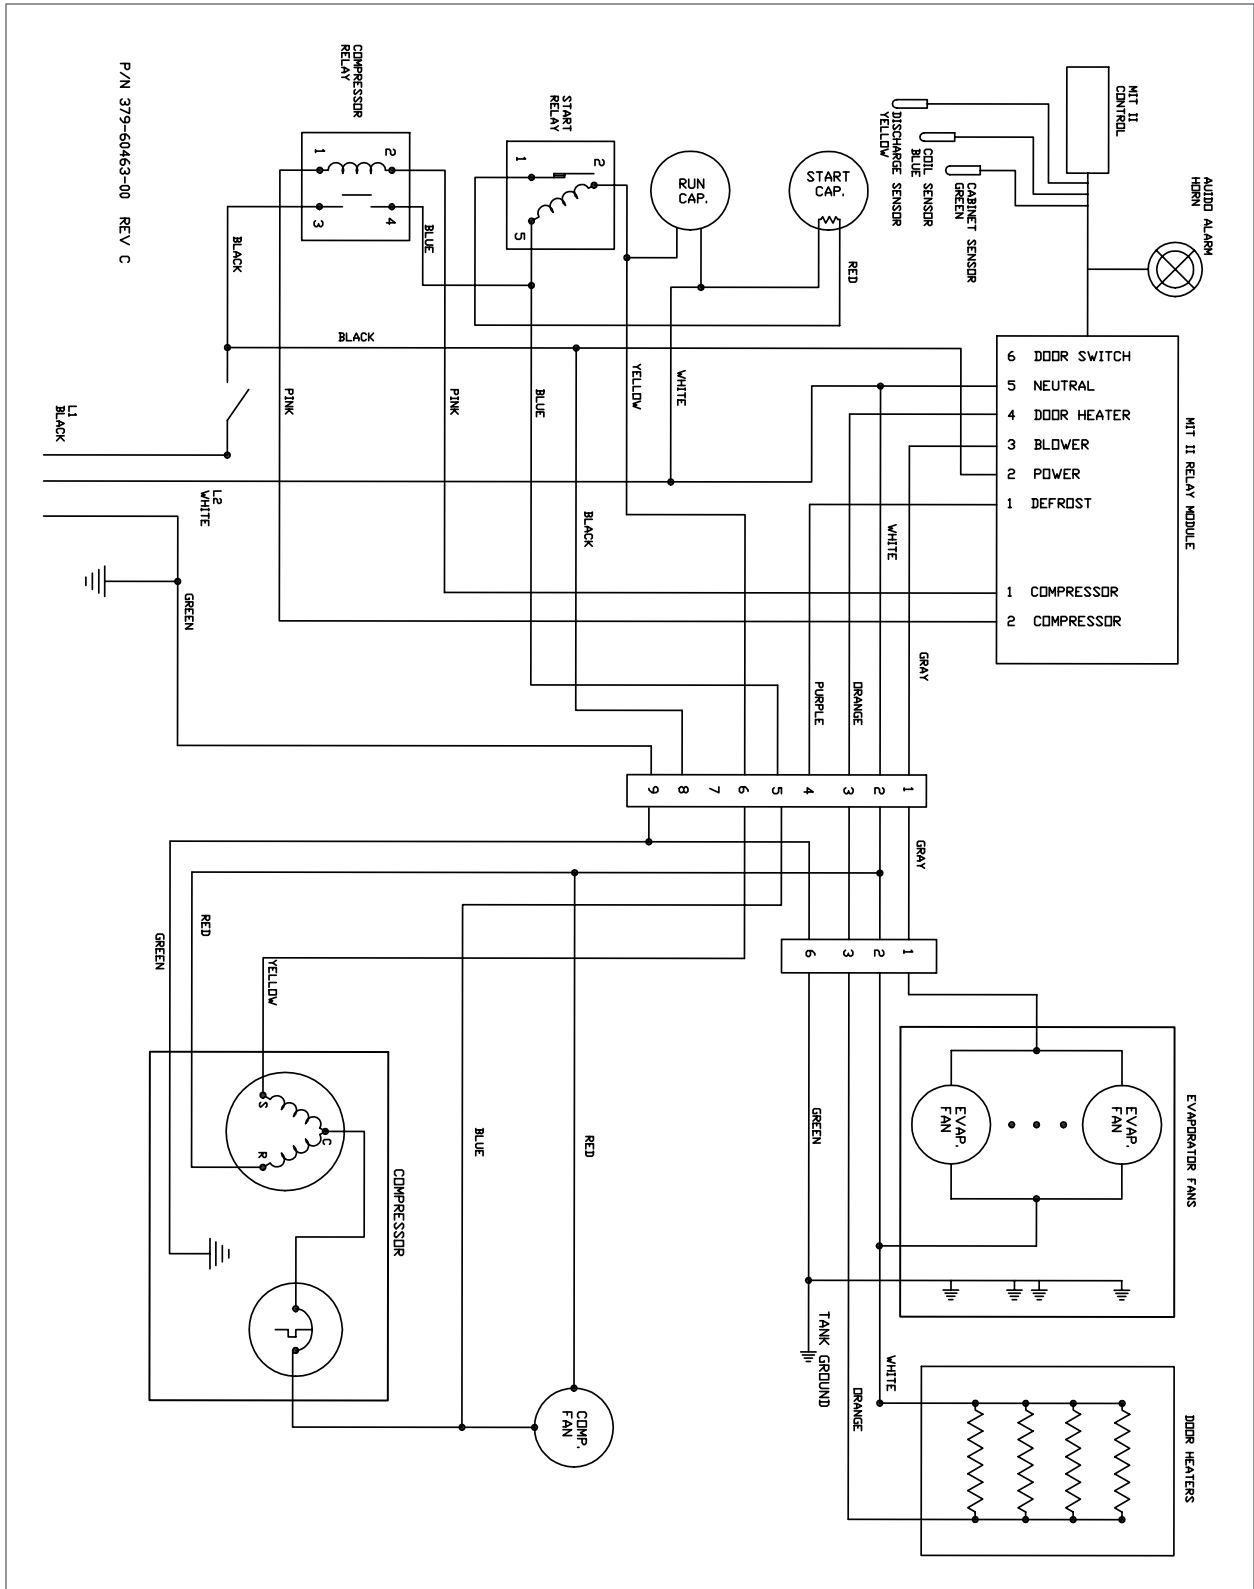 P/N 379-60463-00 REV C
COMPRESSOR
RELAY
1
2
3
4
START
RELAY
1
2
5
RUN
CAP.
START
CAP.
MIT II
CONTROL
DISCHARGE SENSOR
YELLOW
COIL SENSOR
BLUE
CABINET SENSOR
GREEN
AUIDO ALARM
HORN
BLACK
BLUE
RED
BLACK
L1
BLACK
L2
WHITE
PINK
PINK
BLUE
YELLOW
WHITE
BLACK
WHITE
GREEN
MIT II RELAY MODULE
6 DOOR SWITCH
5 NEUTRAL
4 DOOR HEATER
3 BLOWER
2 POWER
1 DEFROST
1 COMPRESSOR
2 COMPRESSOR
PURPLE
ORANGE
GRAY
9 8 7 6 5 4 3 2 1
GRAY
GREEN
RED
YELLOW
6 3 2 1
S
C
R
COMPRESSOR
BLUE
RED
GREEN
EVAP.
FAN
EVAP.
FAN
EVAPORATOR FANS
TANK GROUND
WHITE
ORANGE
COMP.
FAN
DOOR HEATERS